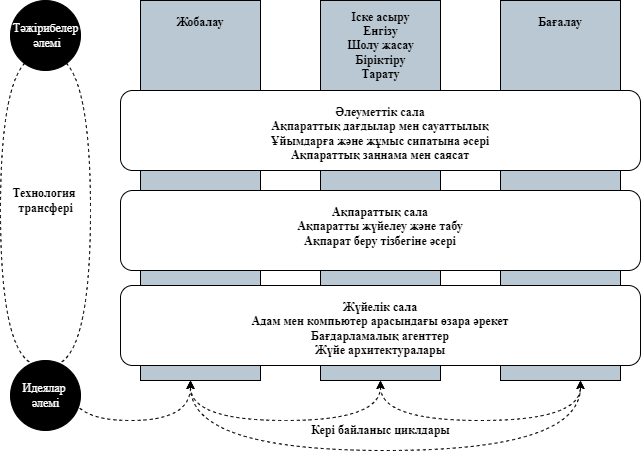 Тәжірибелер
әлемі
Жобалау
Іске асыру
Енгізу
Шолу жасау
Біріктіру
Тарату
Бағалау
Әлеуметтік сала
Ақпараттық дағдылар мен сауаттылық
Ұйымдарға және жұмыс сипатына әсері
Ақпараттық заңнама мен саясат
Технология
трансфері
Ақпараттық сала
Ақпаратты жүйелеу және табу
Ақпарат беру тізбегіне әсері
Жүйелік сала
Адам мен компьютер арасындағы өзара әрекет
Бағдарламалық агенттер
Жүйе архитектуралары
Идеялар
әлемі
Кері байланыс циклдары